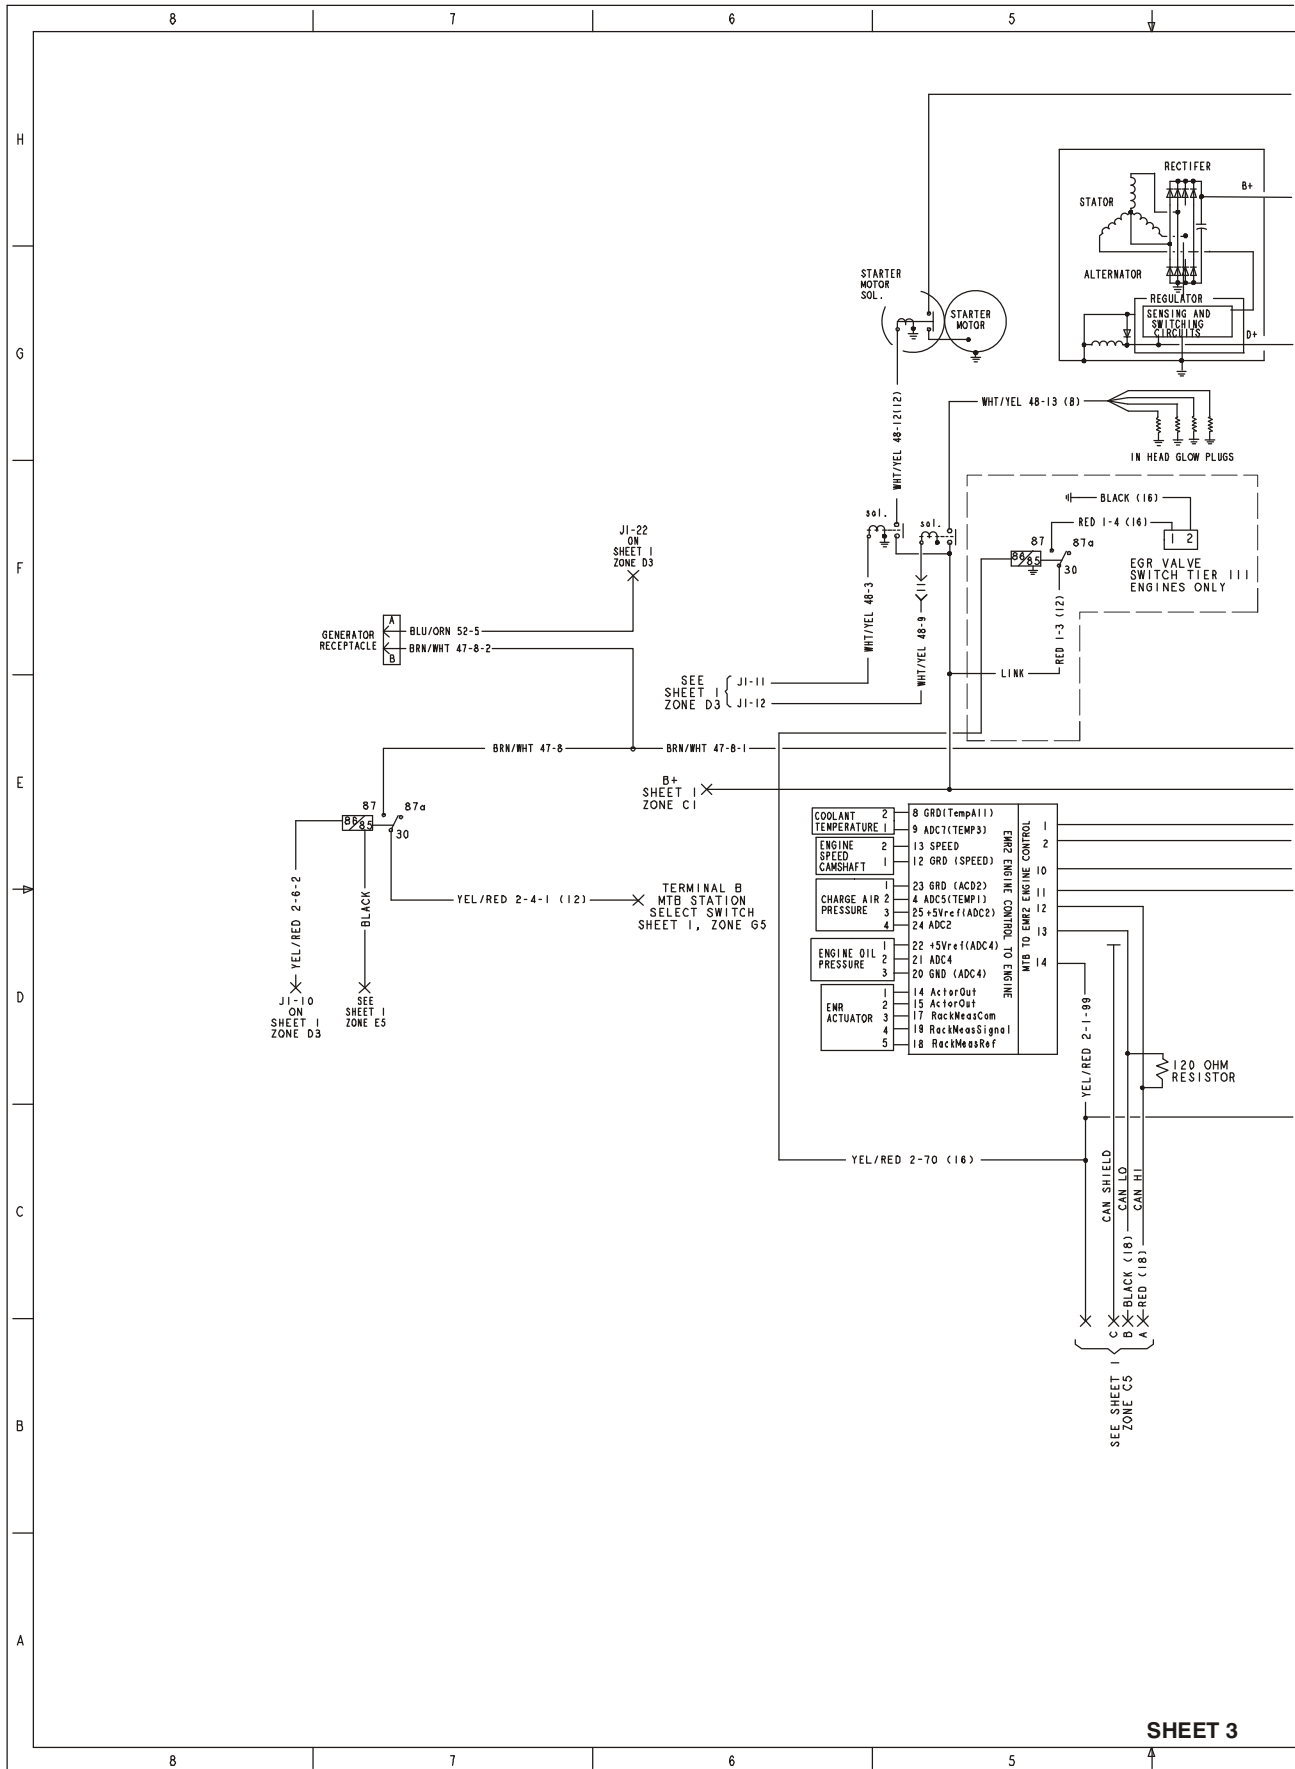 8 7 6 5
H
RECTIFER
B+
STATOR
ALTERNATOR
STARTER
MOTOR
SOL.
STARTER
MOTOR
REGULATOR
SENSING AND
SWITCHING
CIRCUITS
D+
G
WHT/YEL 48-12(12)
WHT/YEL 48-13 (8)
IN HEAD GLOW PLUGS
BLACK (16)
RED 1-4 (16)
sol.
sol.
87
87a
86
85
30
1 2
EGR VALVE
SWITCH TIER III
ENGINES ONLY
F
J1-22
ON
SHEET 1
ZONE D3
WHT/YEL 48-3
WHT/YEL 48-9
RED 1-3 (12)
GENERATOR
RECEPTACLE
A
B
BLU/ORN 52-5
BRN/WHT 47-8-2
LINK
SEE
SHEET 1
ZONE D3
J1-11
J1-12
BRN/WHT 47-8
BRN/WHT 47-8-1
E
B+
SHEET 1
ZONE C1
87
87a
86
85
30
YEL/RED 2-6-2
BLACK
YEL/RED 2-4-1 (12)
TERMINAL B
MTB STATION
SELECT SWITCH
SHEET 1, ZONE G5
J1-10
ON
SHEET 1
ZONE D3
SEE
SHEET 1
ZONE E5
COOLANT
TEMPERATURE
2
1
8 GRD(TempAll)
9 ADC7(TEMP3)
ENGINE
SPEED
CAMSHAFT
2
1
13 SPEED
12 GRD (SPEED)
CHARGE AIR
PRESSURE
1
2
3
4
23 GRD (ACD2)
4 ADC5(TEMP1)
25 +5Vref(ADC2)
24 ADC2
ENGINE OIL
PRESSURE
1
2
3
22 +5Vref(ADC4)
21 ADC4
20 GND (ADC4)
EMR
ACTUATOR
1
2
3
4
5
14 ActorOut
15 ActorOut
17 RackMeasCom
19 RackMeasSignal
18 RackMeasRef
EMR2 ENGINE CONTROL TO ENGINE
MTB TO EMR2 ENGINE CONTROL
1
2
10
11
12
13
14
D
YEL/RED 2-1-99
120 OHM
RESISTOR
YEL/RED 2-70 (16)
C
CAN SHIELD
CAN LO
CAN HI
BLACK (18)
RED (18)
C
B
A
SEE SHEET 1
ZONE C5
B
A
SHEET 3
8 7 6 5